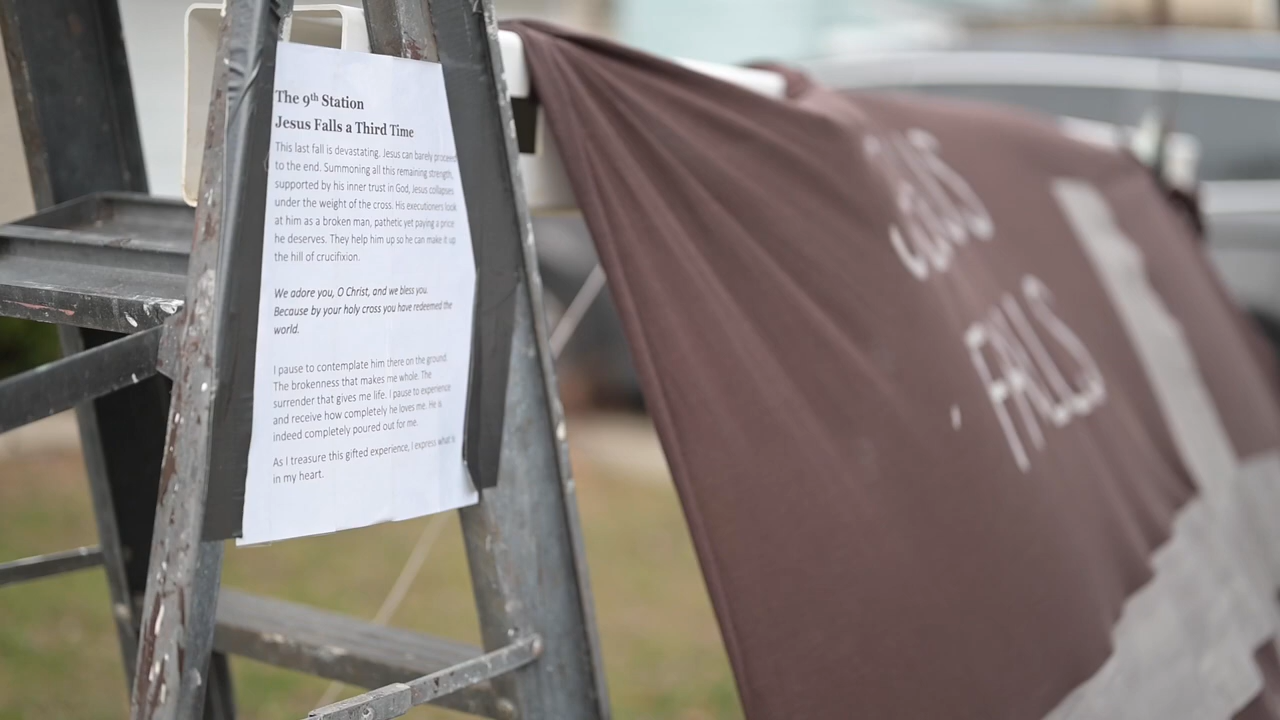 The 9th Station
Jesus Falls a Third Time
This last fall is devastating. Jesus can barely proceed
to the end. Summoning all this remaining strength,
supported by his inner trust in God, Jesus collapses
under the weight of the cross. His executioners look
at him as a broken man, pathetic yet paying a price
he deserves. They help him up so he can make it up
the hill of crucifixion.
We adore you, O Christ, and we bless you.
Because by your holy cross you have redeemed the
world.
I pause to contemplate him there on the ground.
The brokenness that makes me whole. The
surrender that gives me life. I pause to experience
and receive how completely he loves me. He is
indeed completely poured out for me.
As I treasure this gifted experience, I express what is
in my heart.
JESUS
FALLS